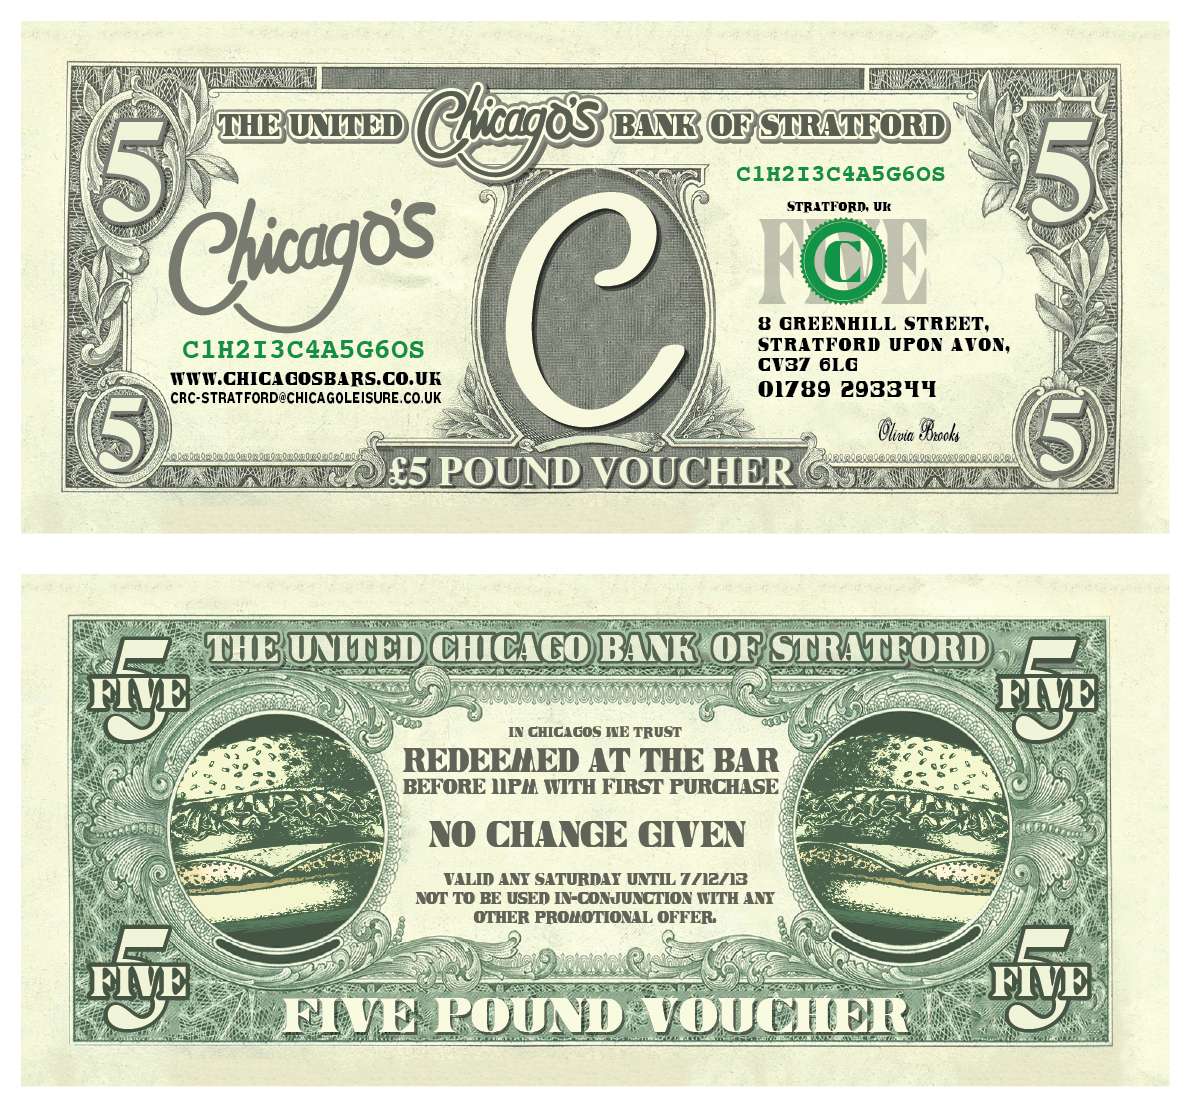 THE UNITED Chicago's BANK OF STRATFORD
5
5
C1H2I3C4A5G6OS
STRATFORD, UK
Chicago's
C
FIVE
C
C1H2I3C4A5G6OS
WWW.CHICAGOSBARS.CO.UK
CRC-STRATFORD@CHICAGOLEISURE.CO.UK
8 GREENHILL STREET,
STRATFORD UPON AVON,
CV37 6LG
01789 293344
Olivia Brooks
5
5
£5 POUND VOUCHER
THE UNITED CHICAGO BANK OF STRATFORD
5 FIVE
5 FIVE
IN CHICAGOS WE TRUST
REDEEMED AT THE BAR
BEFORE 11PM WITH FIRST PURCHASE
NO CHANGE GIVEN
VALID ANY SATURDAY UNTIL 7/12/13
NOT TO BE USED IN-CONJUNCTION WITH ANY
OTHER PROMOTIONAL OFFER.
5 FIVE
5 FIVE
FIVE POUND VOUCHER